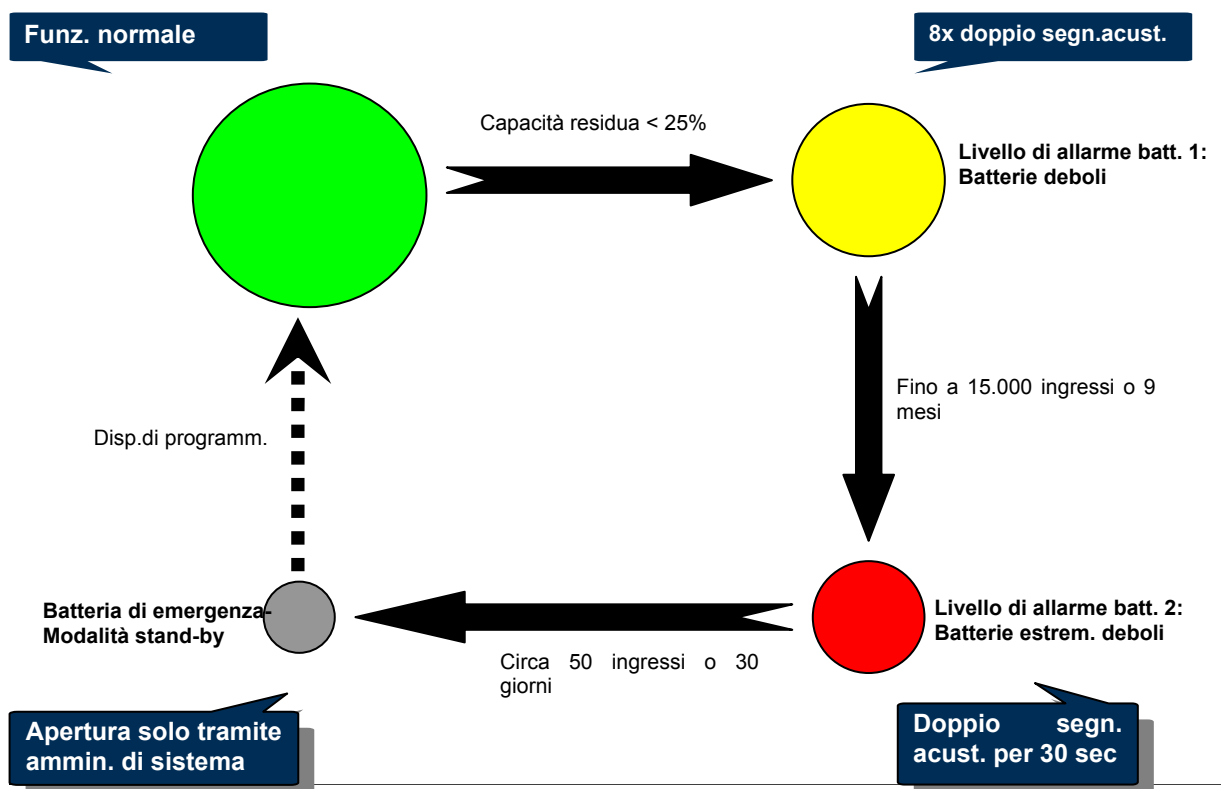 Funz. normale
8x doppio segn.acust.
Capacità residua < 25%
Livello di allarme batt. 1:
Batterie deboli
Fino a 15.000 ingressi o 9
mesi
Disp.di programm.
Batteria di emergenza-
Modalità stand-by
Livello di allarme batt. 2:
Batterie estrem. deboli
Circa 50 ingressi o 30
giorni
Apertura solo tramite
ammin. di sistema
Doppio segn.
acust. per 30 sec